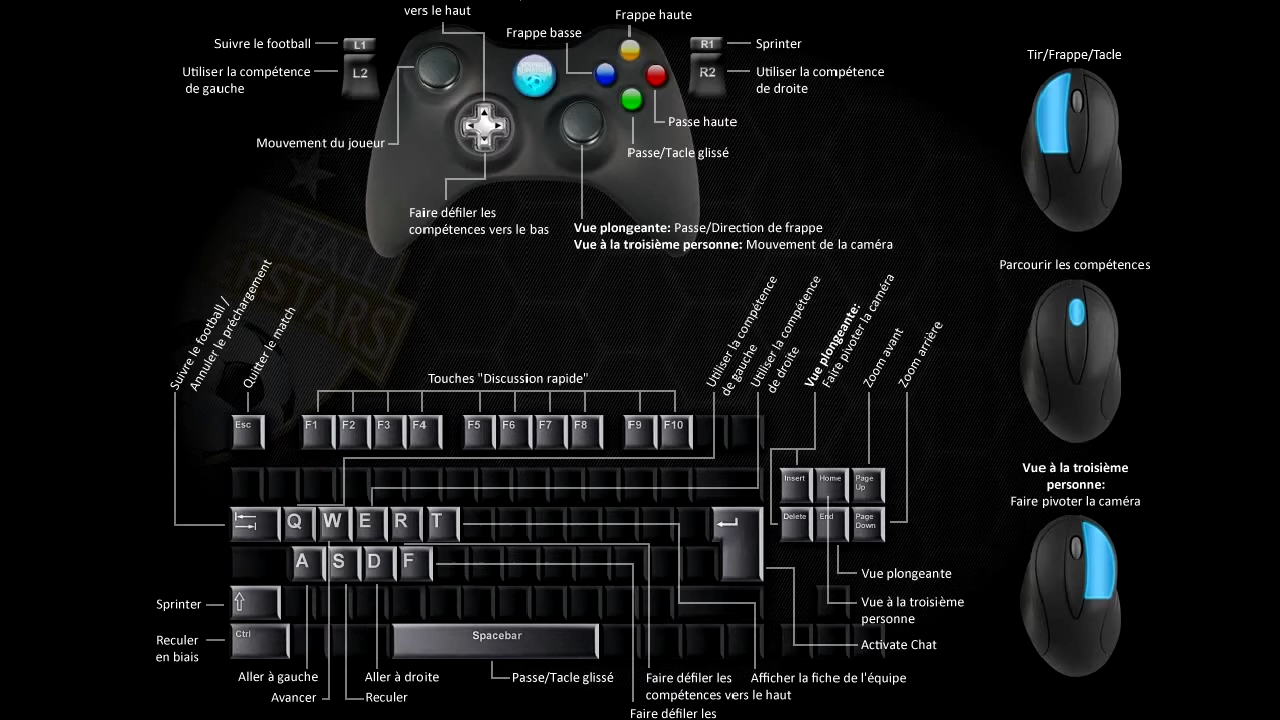 vers le haut
Frappe haute
Frappe basse
Suivre le football
L1
R1
Sprinter
Utiliser la compétence
de gauche
L2
R2
Utiliser la compétence
de droite
Passe haute
Mouvement du joueur
Passe/Tacle glissé
Faire défiler les
compétences vers le bas
Vue plongeante: Passe/Direction de frappe
Vue à la troisième personne: Mouvement de la caméra
Tir/Frappe/Tacle
Parcourir les compétences
Vue à la troisième
personne:
Faire pivoter la caméra
Suivre le football /
Annuler le préchargement
Quitter le match
Touches "Discussion rapide"
Utiliser la compétence
de gauche
Utiliser la compétence
de droite
Vue plongeante:
Faire pivoter la caméra
Zoom avant
Zoom arrière
Esc F1 F2 F3 F4 F5 F6 F7 F8 F9 F10
Insert Home Page Up
Q W E R T
Delete End Page Down
A S D F
Sprinter
Ctrl
Spacebar
Reculer
en biais
Vue plongeante
Vue à la troisième
personne
Activate Chat
Aller à gauche
Avancer
Aller à droite
Reculer
Passe/Tacle glissé
Faire défiler les
compétences vers le haut
Afficher la fiche de l'équipe
Faire défiler les